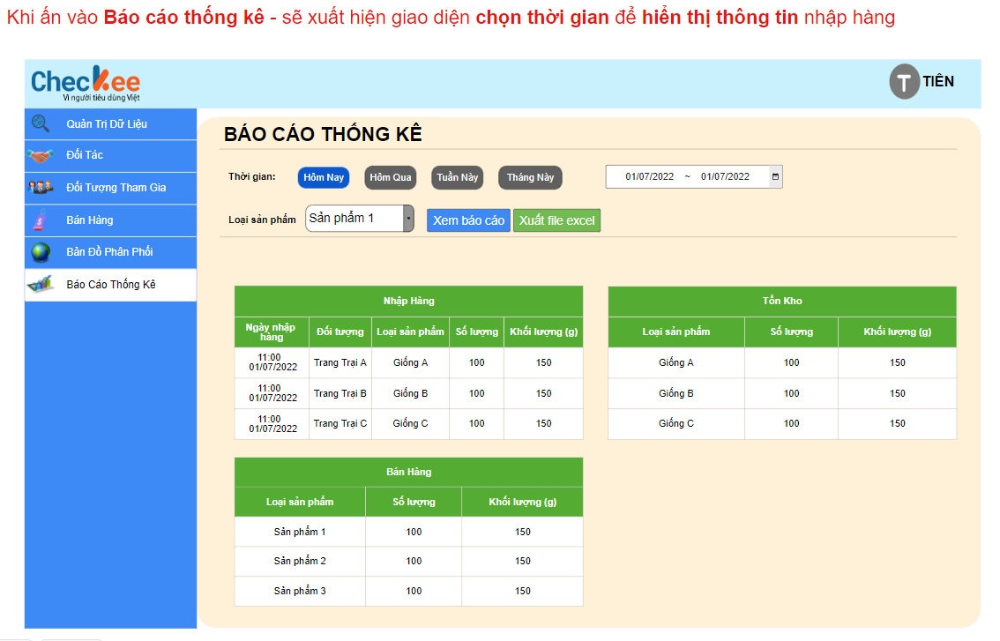 Khi ấn vào Báo cáo thống kê - sẽ xuất hiện giao diện chọn thời gian để hiển thị thông tin nhập hàng
Checkee
Vì người tiêu dùng Việt
T TIÊN
Quản Trị Dữ Liệu
Đối Tác
Đối Tượng Tham Gia
Bán Hàng
Bản Đồ Phân Phối
Báo Cáo Thống Kê
BÁO CÁO THỐNG KÊ
Thời gian: Hôm Nay Hôm Qua Tuần Này Tháng Này 01/07/2022 ~ 01/07/2022
Loại sản phẩm Sản phẩm 1 Xem báo cáo Xuất file excel
Nhập Hàng
Ngày nhập hàng Đối tượng Loại sản phẩm Số lượng Khối lượng (g)
11:00 01/07/2022 Trang Trại A Giống A 100 150
11:00 01/07/2022 Trang Trại B Giống B 100 150
11:00 01/07/2022 Trang Trại C Giống C 100 150
Tồn Kho
Loại sản phẩm Số lượng Khối lượng (g)
Giống A 100 150
Giống B 100 150
Giống C 100 150
Bán Hàng
Loại sản phẩm Số lượng Khối lượng (g)
Sản phẩm 1 100 150
Sản phẩm 2 100 150
Sản phẩm 3 100 150